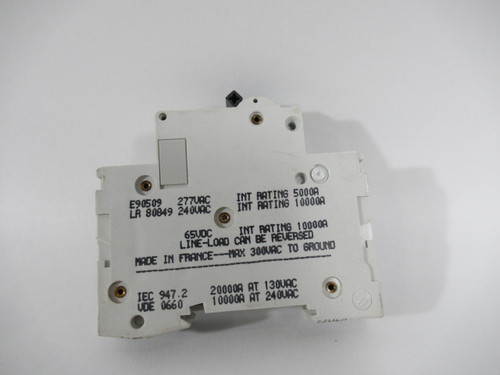 E90509 277VAC INT RATING 5000A
LR 80849 240VAC INT RATING 10000A
65VDC INT RATING 10000A
LINE-LOAD CAN BE REVERSED
MADE IN FRANCE---MAX 300VAC TO GROUND
IEC 947.2 20000A AT 130VAC
VDE 0660 10000A AT 240VAC